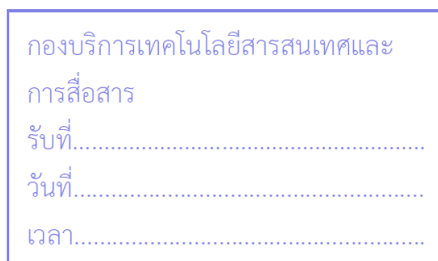 กองบริการเทคโนโลยีสารสนเทศและ
การสื่อสาร
รับที่........................................................
วันที่........................................................
เวลา........................................................